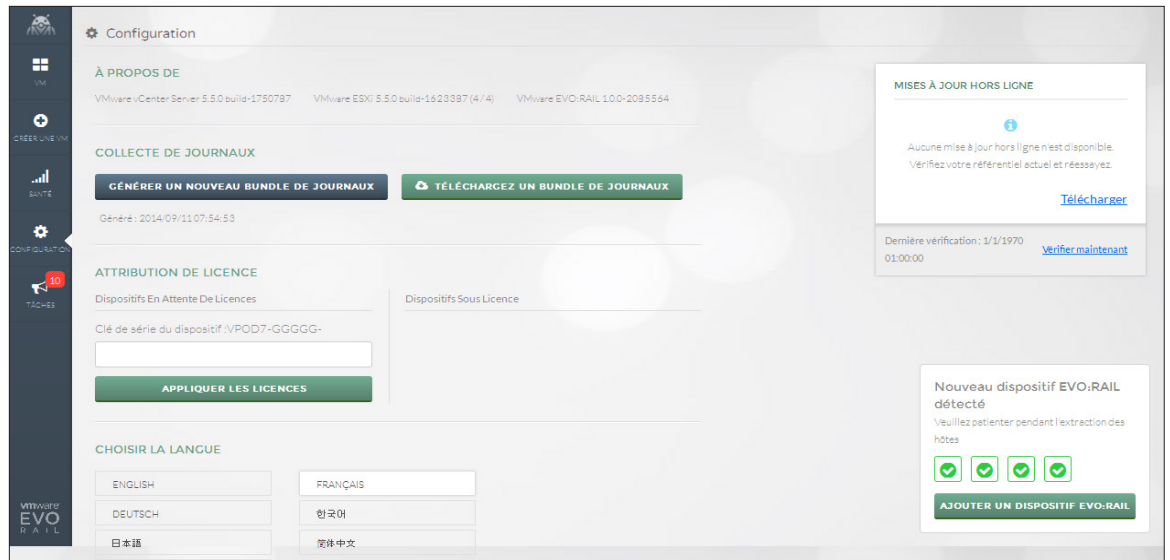 VM
CRÉER UNE VM
SANTÉ
CONFIGURATION
10
TÂCHES
vmware
EVO
RAIL
Configuration
À PROPOS DE
VMware vCenter Server 5.5.0 build-1750787 VMware ESXi 5.5.0 build-1623387 (4/4) VMware EVO:RAIL 1.0.0-2085564
COLLECTE DE JOURNAUX
GÉNÉRER UN NOUVEAU BUNDLE DE JOURNAUX
TÉLÉCHARGEZ UN BUNDLE DE JOURNAUX
Généré : 2014/09/11 07:54:53
ATTRIBUTION DE LICENCE
Dispositifs En Attente De Licences
Dispositifs Sous Licence
Clé de série du dispositif :VPOD7-GGGGG-
APPLIQUER LES LICENCES
CHOISIR LA LANGUE
ENGLISH
FRANÇAIS
DEUTSCH
한국어
日本語
简体中文
MISES À JOUR HORS LIGNE
Aucune mise à jour hors ligne n'est disponible.
Vérifiez votre référentiel actuel et réessayez.
Télécharger
Dernière vérification : 1/1/1970
01:00:00
Vérifier maintenant
Nouveau dispositif EVO:RAIL
détecté
Veuillez patienter pendant l'extraction des
hôtes
AJOUTER UN DISPOSITIF EVO:RAIL